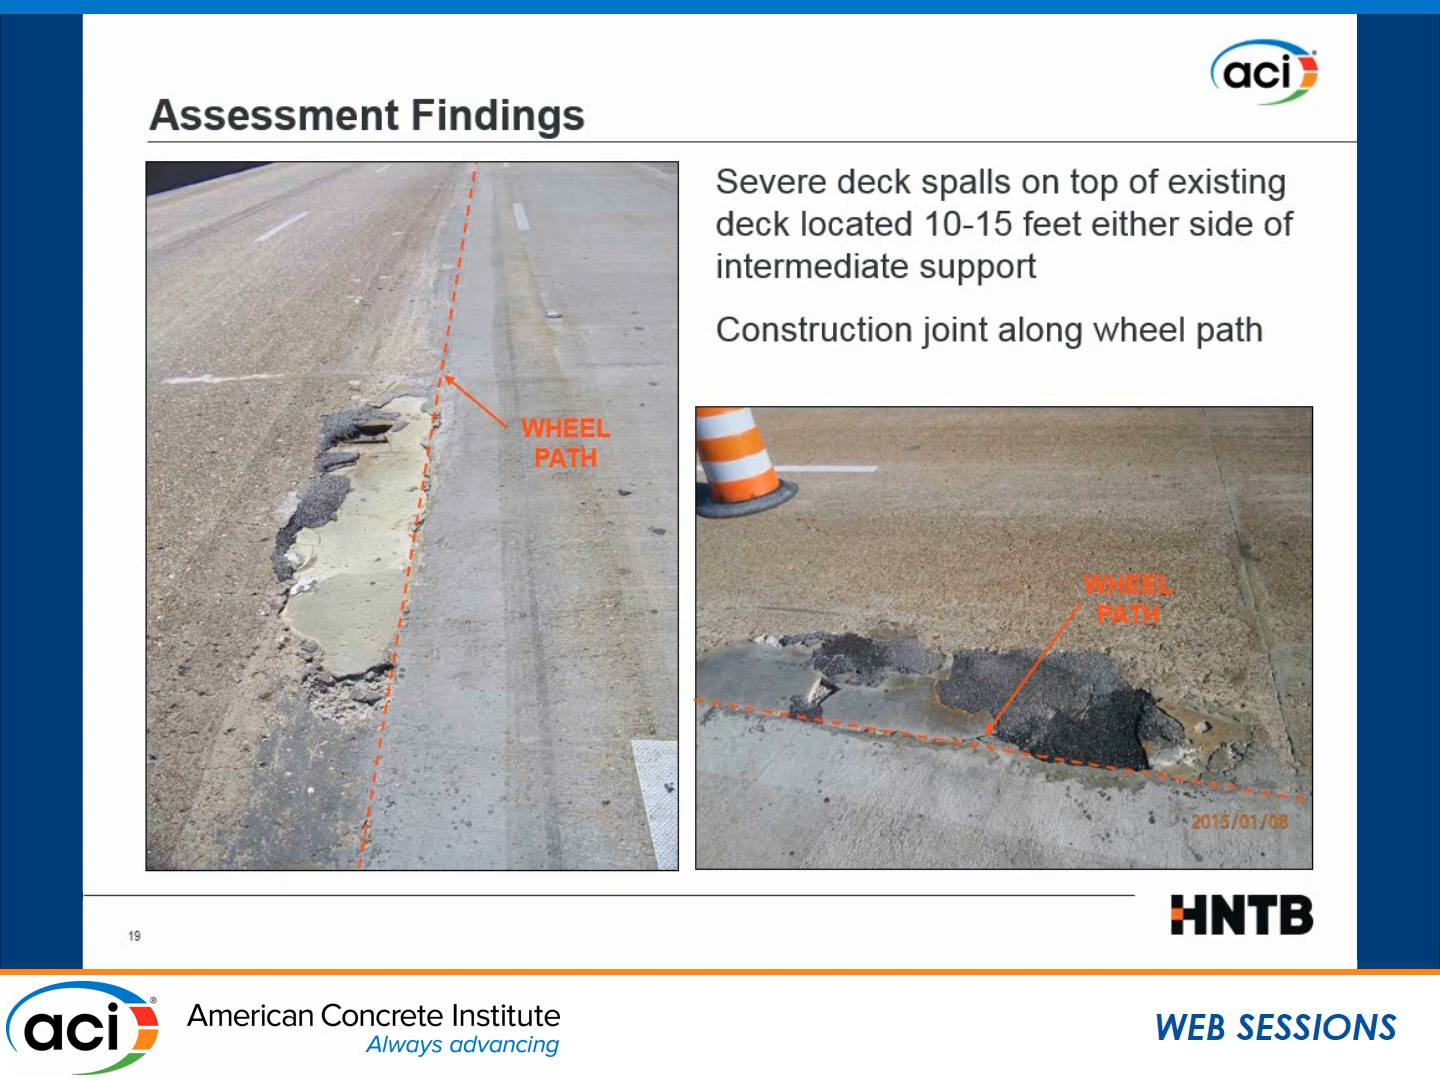 aci
Assessment Findings
Severe deck spalls on top of existing
deck located 10-15 feet either side of
intermediate support
Construction joint along wheel path
WHEEL
PATH
WHEEL
PATH
2015/01/08
HNTB
19
aci®
American Concrete Institute
Always advancing
WEB SESSIONS